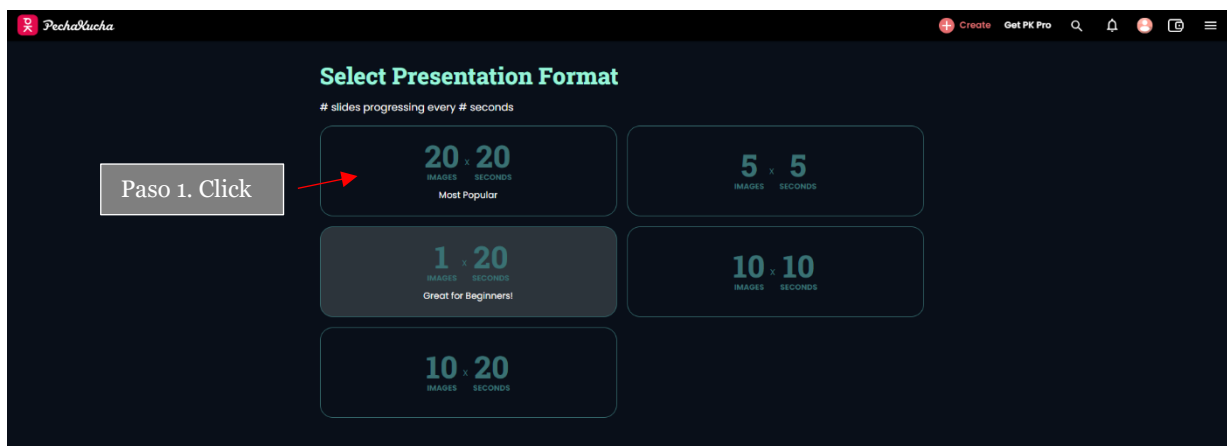 PK PechaKucha
Create Get PK Pro
Select Presentation Format
# slides progressing every # seconds
20 x 20
IMAGES SECONDS
Most Popular
5 x 5
IMAGES SECONDS
Paso 1. Click
1 x 20
IMAGES SECONDS
Great for Beginners!
10 x 10
IMAGES SECONDS
10 x 20
IMAGES SECONDS